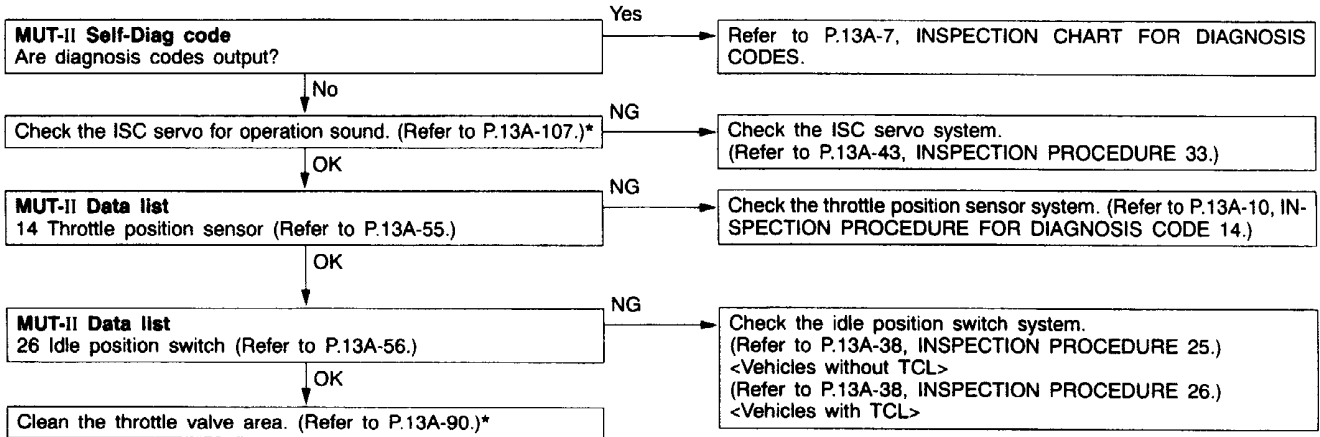 MUT-II Self-Diag code
Are diagnosis codes output?
Yes
Refer to P.13A-7, INSPECTION CHART FOR DIAGNOSIS
CODES.
No
Check the ISC servo for operation sound. (Refer to P.13A-107.)*
NG
Check the ISC servo system.
(Refer to P.13A-43, INSPECTION PROCEDURE 33.)
OK
MUT-II Data list
14 Throttle position sensor (Refer to P.13A-55.)
NG
Check the throttle position sensor system. (Refer to P.13A-10, IN-
SPECTION PROCEDURE FOR DIAGNOSIS CODE 14.)
OK
MUT-II Data list
26 Idle position switch (Refer to P.13A-56.)
NG
Check the idle position switch system.
(Refer to P.13A-38, INSPECTION PROCEDURE 25.)
<Vehicles without TCL>
(Refer to P.13A-38, INSPECTION PROCEDURE 26.)
<Vehicles with TCL>
OK
Clean the throttle valve area. (Refer to P.13A-90.)*